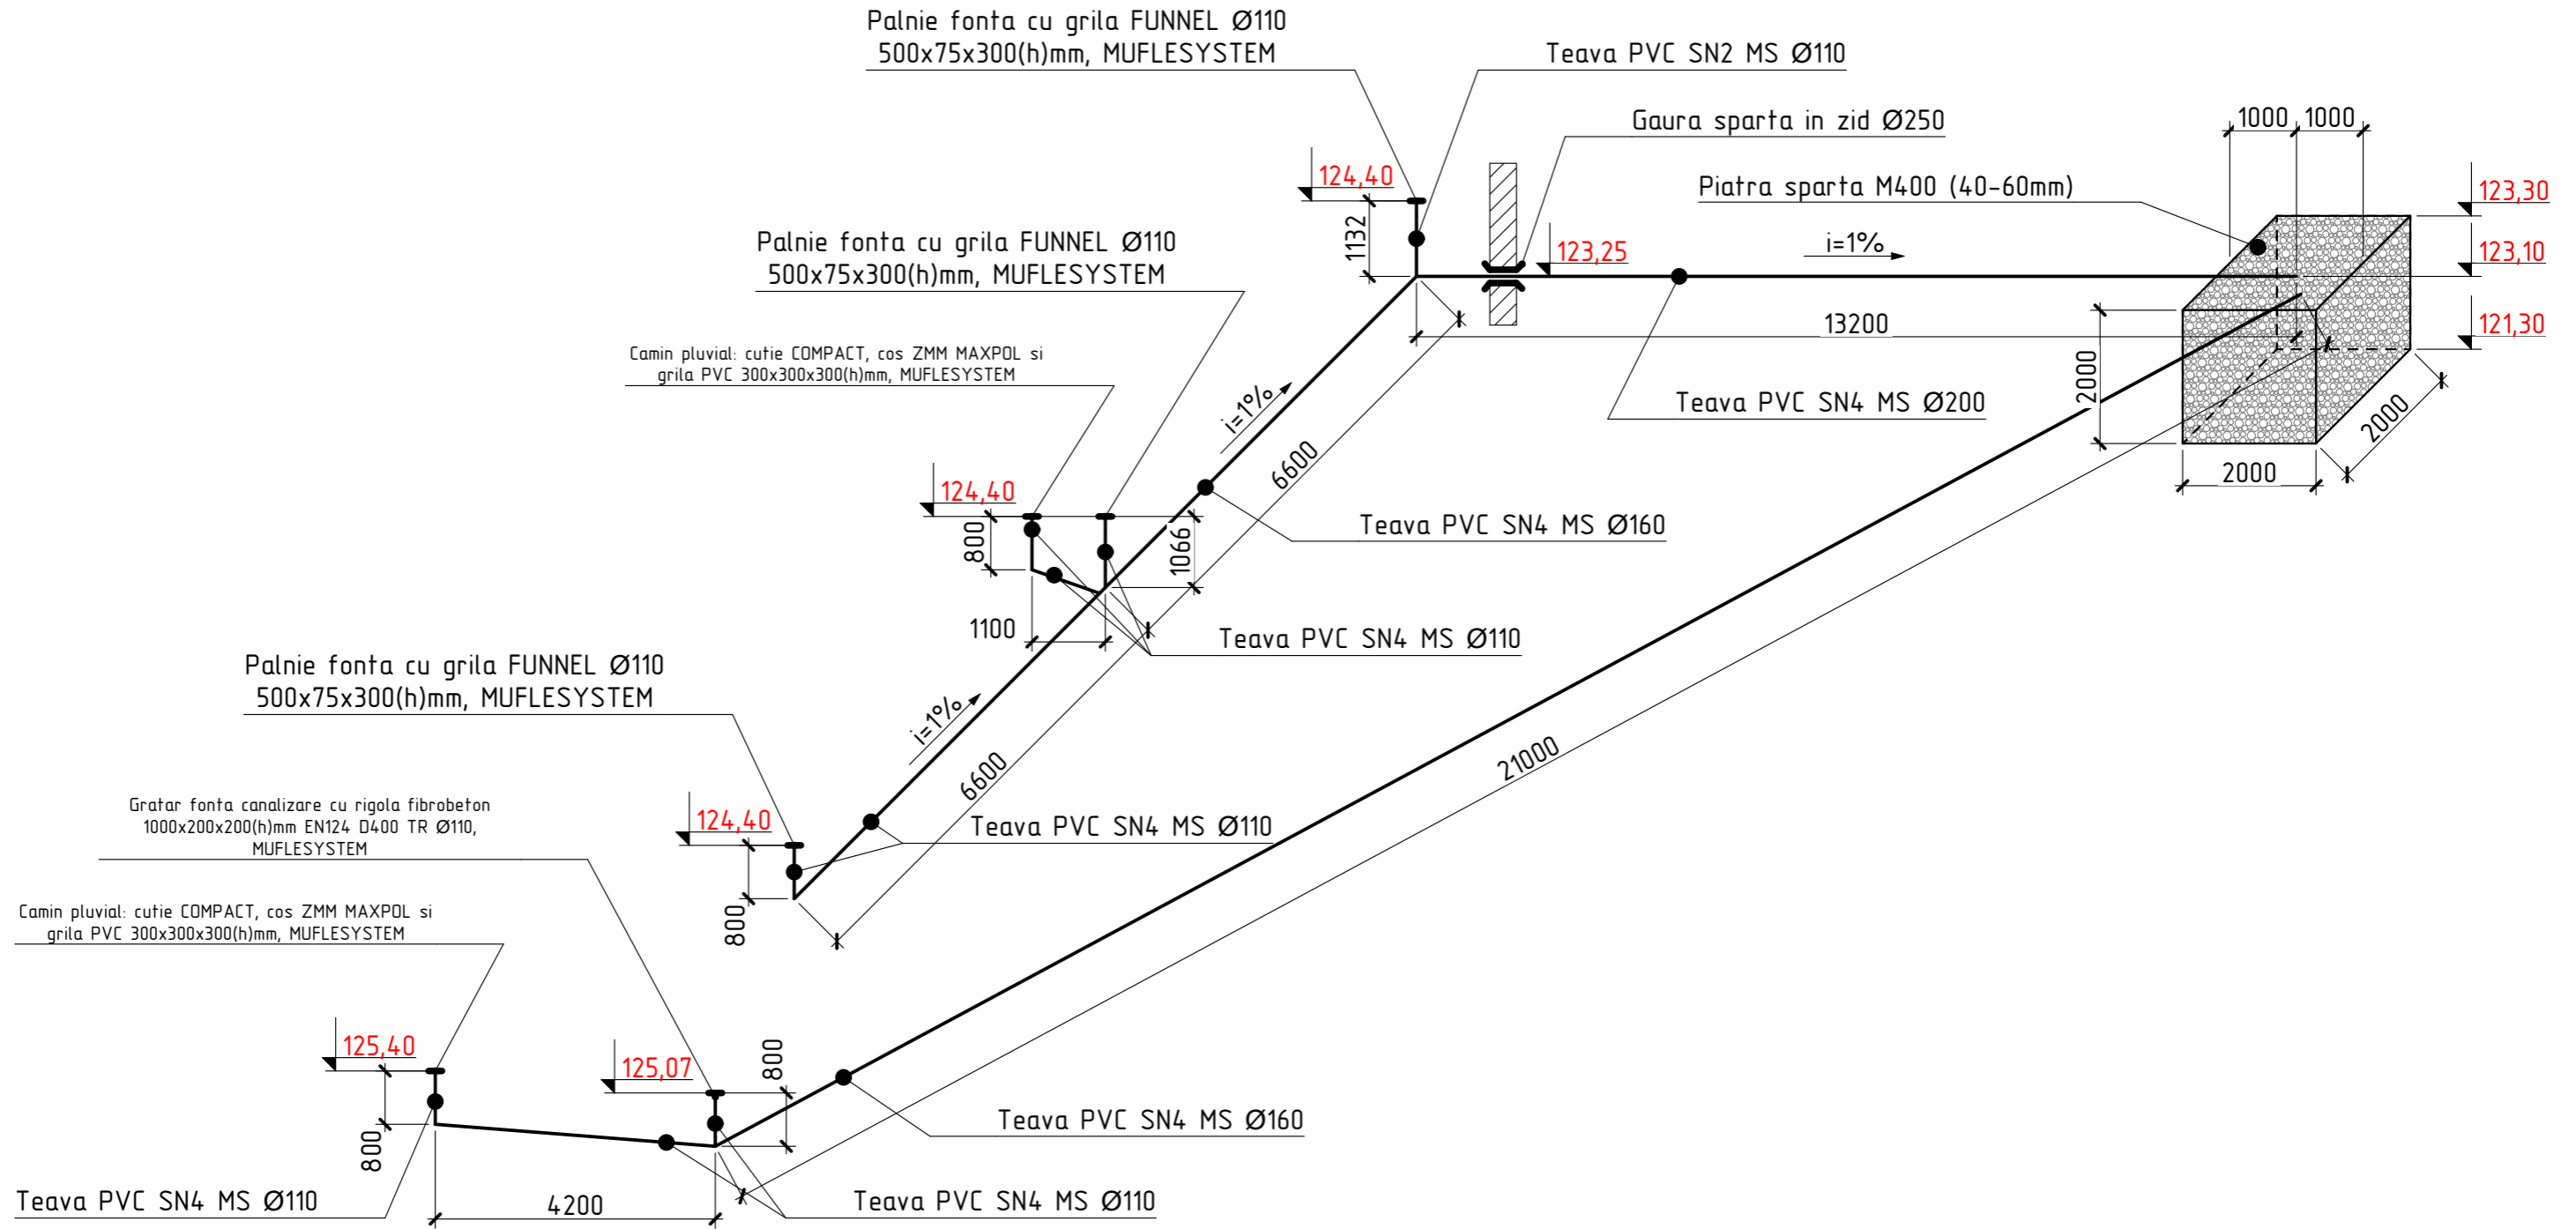 Palnie fonta cu grila FUNNEL Ø110
500x75x300(h)mm, MUFLESYSTEM
Teava PVC SN2 MS Ø110
Gaura sparta in zid Ø250
1000
1000
Piatra sparta M400 (40-60mm)
124,40
1132
123,30
123,10
121,30
123,25
i=1%
13200
Palnie fonta cu grila FUNNEL Ø110
500x75x300(h)mm, MUFLESYSTEM
Camin pluvial: cutie COMPACT, cos ZMM MAXPOL si
grila PVC 300x300x300(h)mm, MUFLESYSTEM
Teava PVC SN4 MS Ø200
2000
2000
2000
i=1%
6600
124,40
800
1066
1100
Teava PVC SN4 MS Ø160
Teava PVC SN4 MS Ø110
Palnie fonta cu grila FUNNEL Ø110
500x75x300(h)mm, MUFLESYSTEM
i=1%
6600
21000
124,40
800
Teava PVC SN4 MS Ø110
Gratar fonta canalizare cu rigola fibrobeton
1000x200x200(h)mm EN124 D400 TR Ø110,
MUFLESYSTEM
Camin pluvial: cutie COMPACT, cos ZMM MAXPOL si
grila PVC 300x300x300(h)mm, MUFLESYSTEM
125,40
800
125,07
800
Teava PVC SN4 MS Ø160
Teava PVC SN4 MS Ø110
4200
Teava PVC SN4 MS Ø110